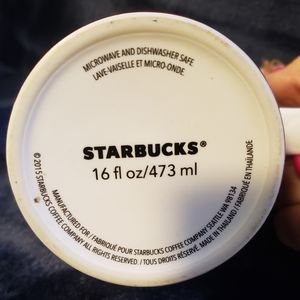 MICROWAVE AND DISHWASHER SAFE
LAVE-VAISELLE ET MICRO-ONDE
STARBUCKS®
16 fl oz/473 ml
© 2015 STARBUCKS COFFEE COMPANY
MANUFACTURED FOR / FABRIQUÉ POUR STARBUCKS COFFEE COMPANY SEATTLE WA 98134
ALL RIGHTS RESERVED. / TOUS DROITS RÉSERVÉ. MADE IN THAILAND / FABRIQUÉ EN THAÏLANDE